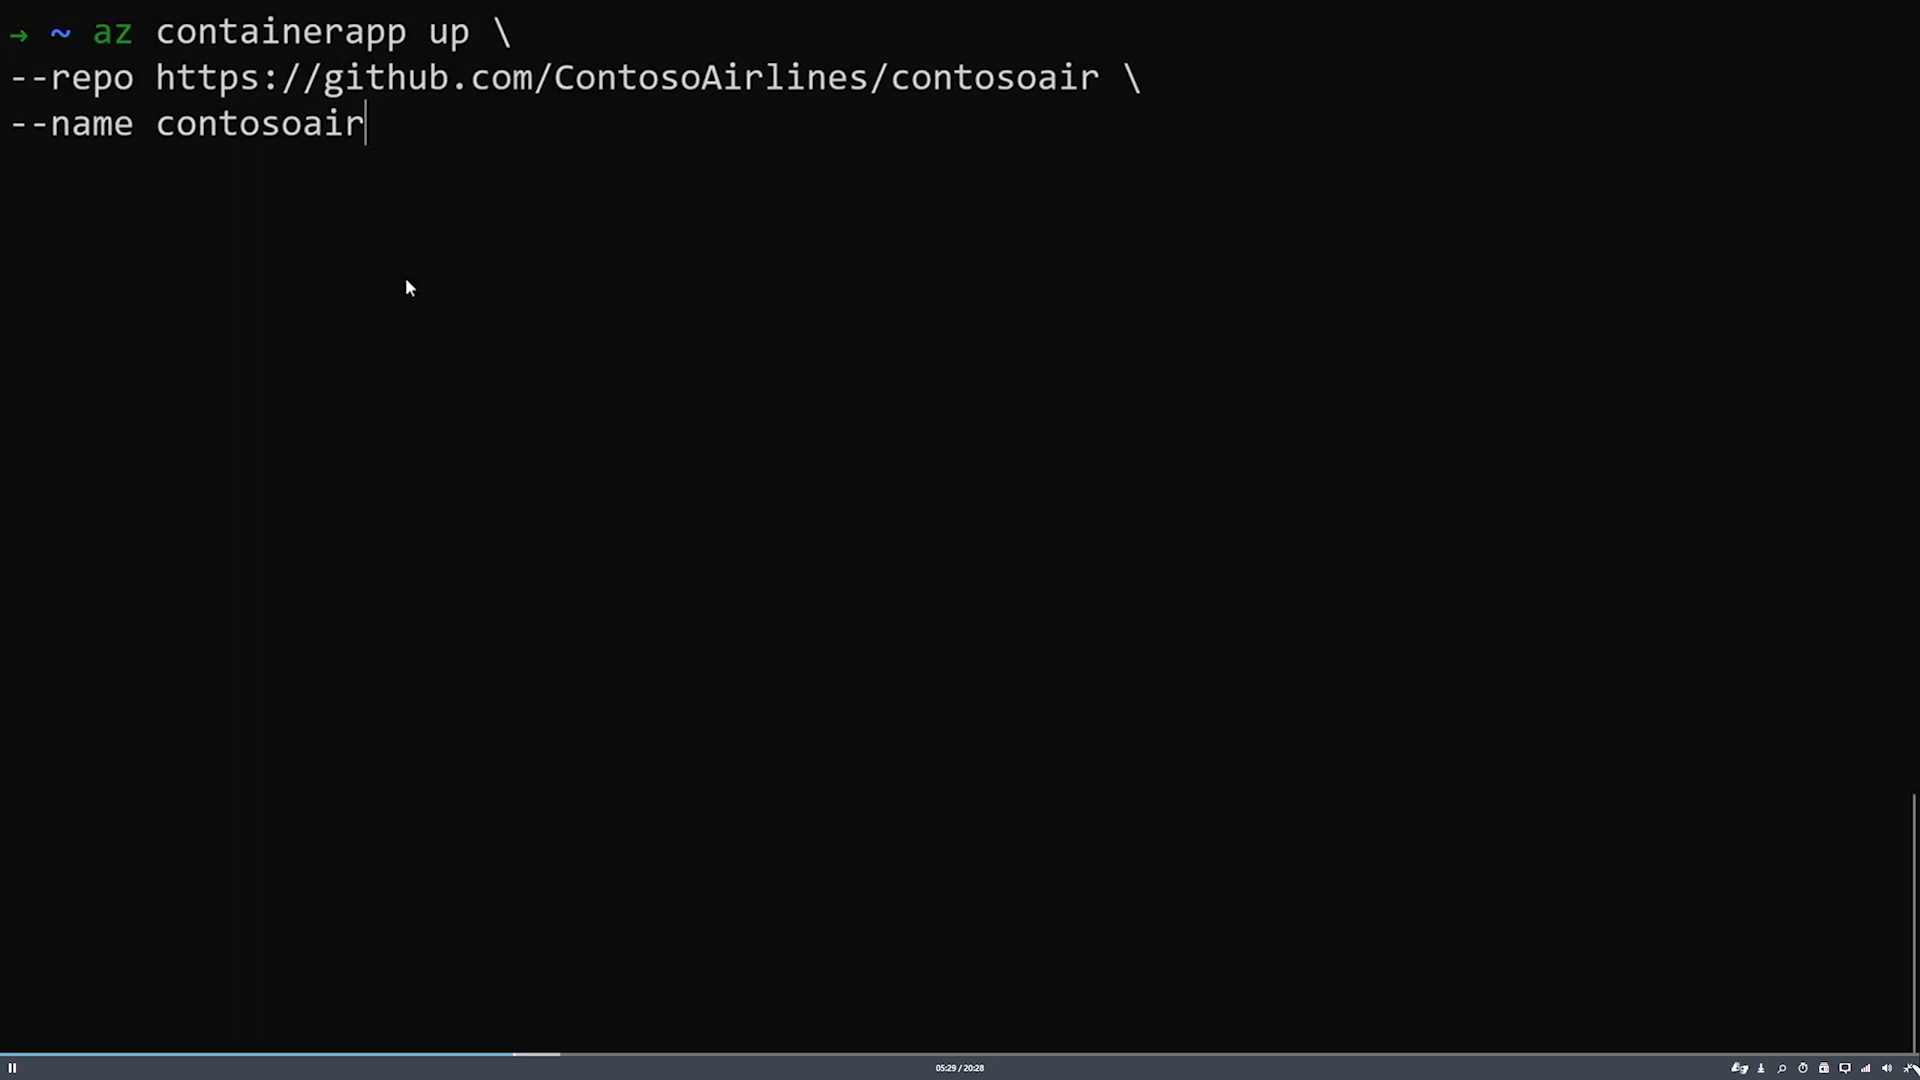 → ~ az containerapp up \
--repo https://github.com/ContosoAirlines/contosoair \
--name contosoair
05:29 / 20:28